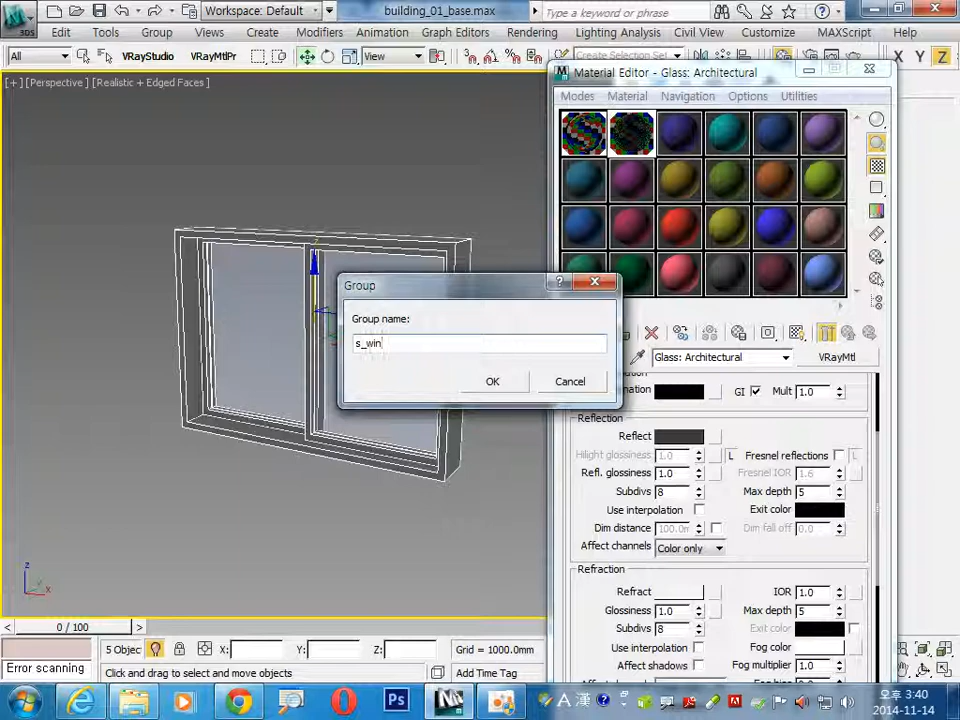 Workspace: Default
building_01_base.max
Type a keyword or phrase
Edit Tools Group Views Create Modifiers Animation Graph Editors Rendering Lighting Analysis Civil View Customize MAXScript Help
All
VRayStudio
VRayMtlPr
View
Create Selection Se
X Y Z
[+] [Perspective] [Realistic + Edged Faces]
Material Editor - Glass: Architectural
Modes Material Navigation Options Utilities
Group
Group name:
s_win
OK
Cancel
Glass: Architectural
VRayMtl
GI
Mult 1.0
Reflection
Reflect
Hilight glossiness 1.0
L
Fresnel reflections
L
Refl. glossiness 1.0
Fresnel IOR 1.6
Subdivs 8
Max depth 5
Use interpolation
Exit color
Dim distance 100.0m
Dim fall off 0.0
Affect channels Color only
Refraction
Refract
IOR 1.0
Glossiness 1.0
Max depth 5
Subdivs 8
Exit color
Use interpolation
Fog color
Affect shadows
Fog multiplier 1.0
z
x
0 / 100
5 Objec
X:
Y:
Z:
Grid = 1000.0mm
Error scanning
Click and drag to select and move objects
Add Time Tag
Ps
A 漢
오후 3:40
2014-11-14